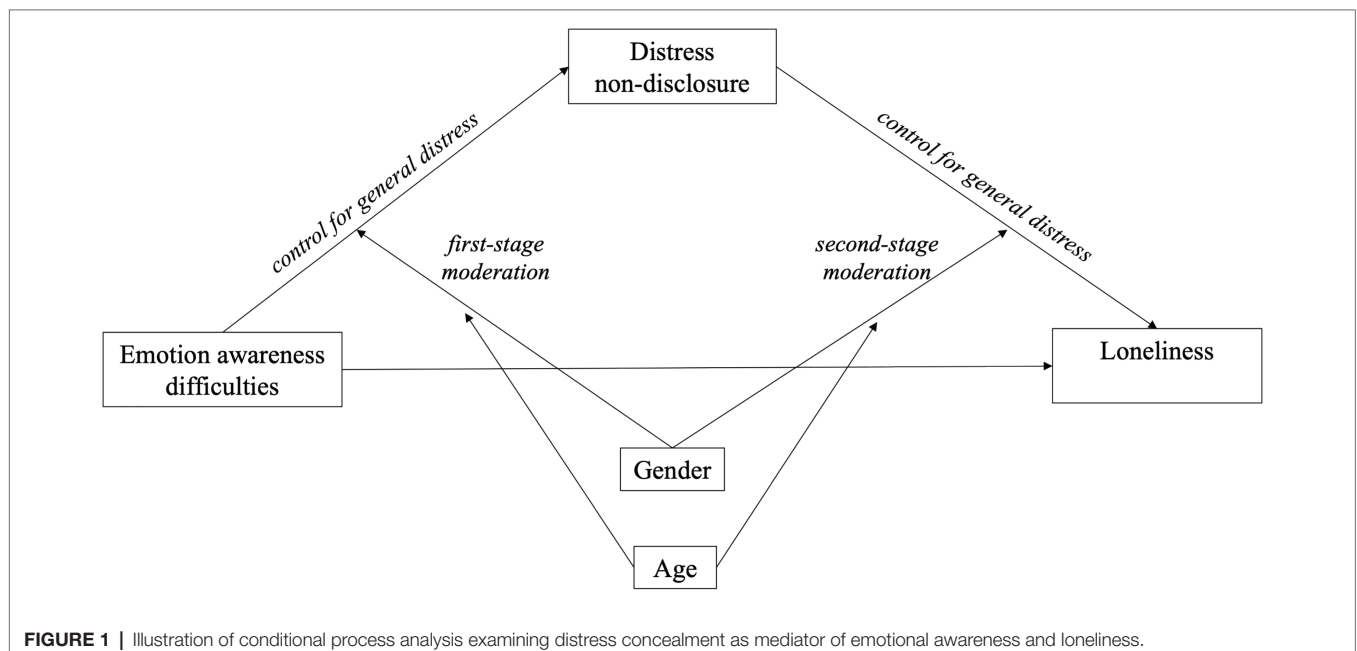 Distress
non-disclosure
control for general distress
control for general distress
first-stage
moderation
second-stage
moderation
Emotion awareness
difficulties
Loneliness
Gender
Age
FIGURE 1 | Illustration of conditional process analysis examining distress concealment as mediator of emotional awareness and loneliness.